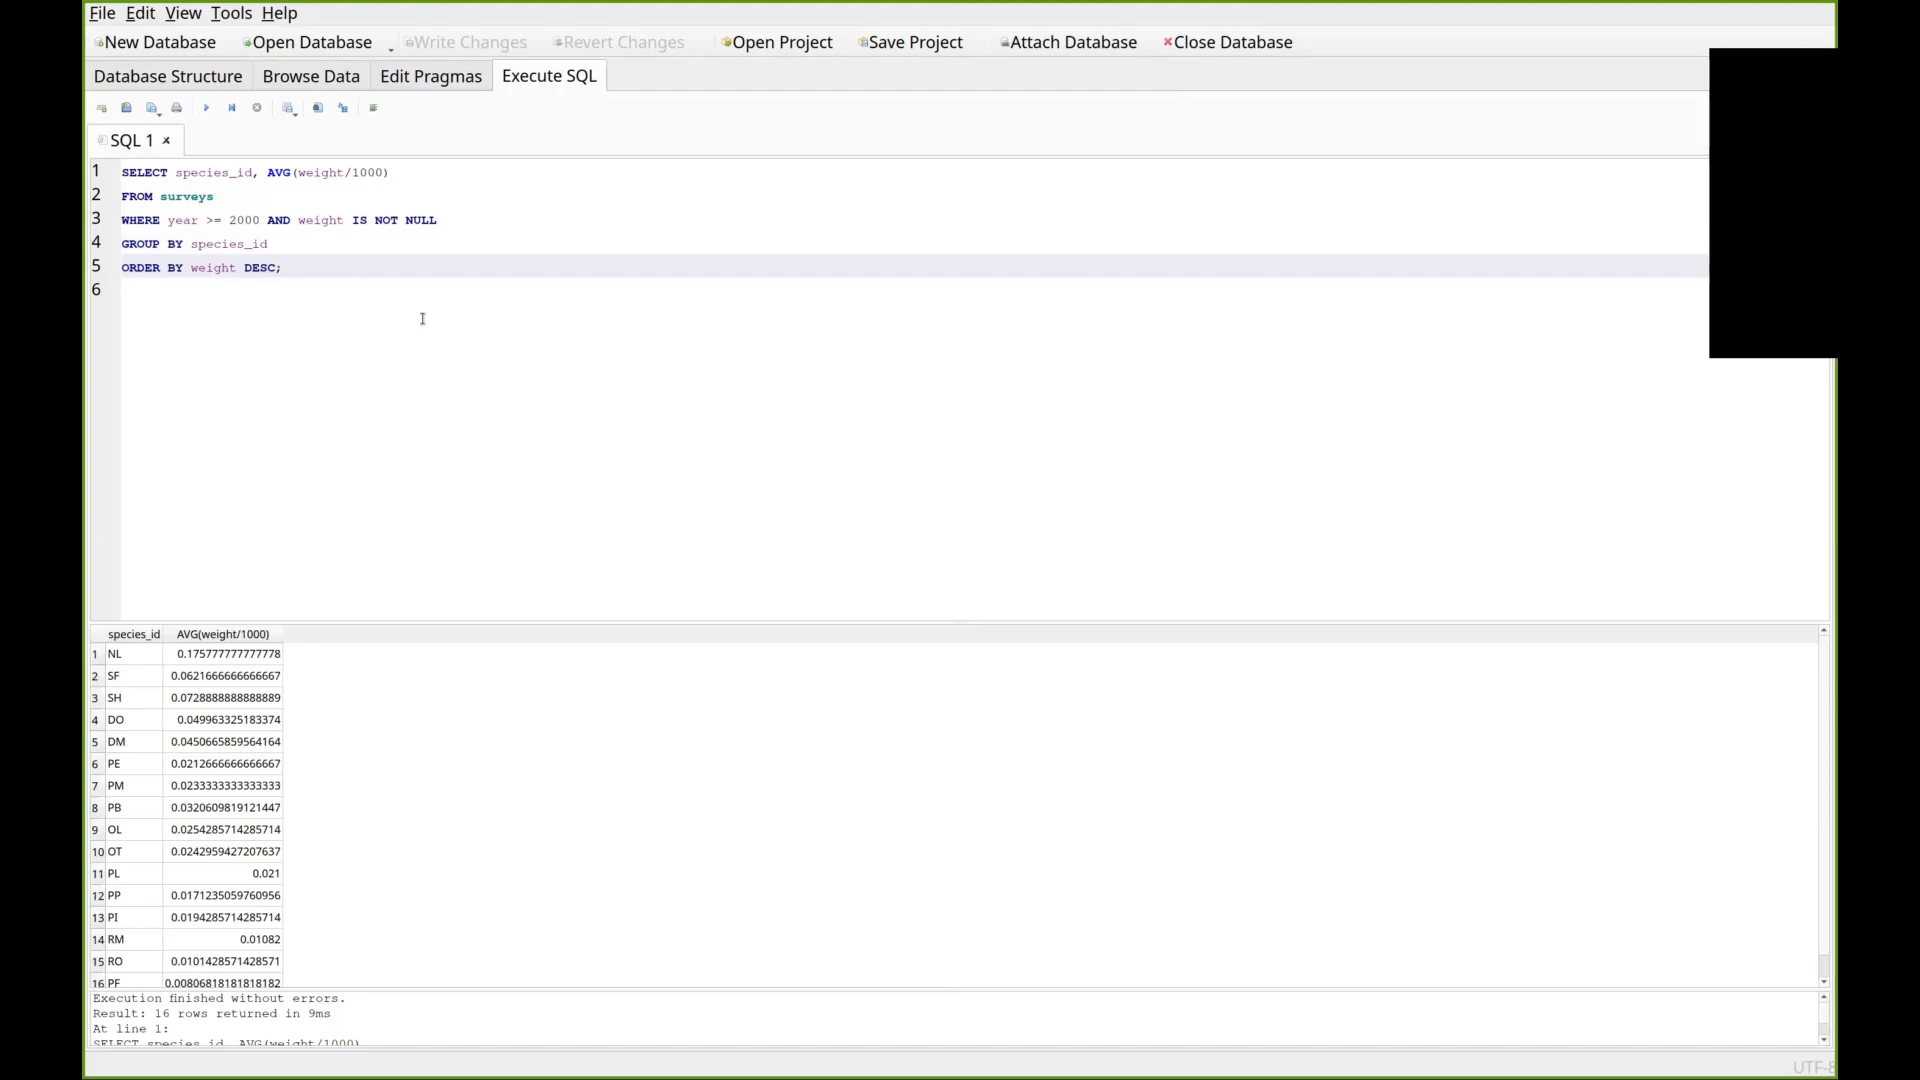 File Edit View Tools Help
New Database Open Database Write Changes Revert Changes Open Project Save Project Attach Database Close Database
Database Structure Browse Data Edit Pragmas Execute SQL
SQL 1
1 SELECT species_id, AVG(weight/1000)
2 FROM surveys
3 WHERE year >= 2000 AND weight IS NOT NULL
4 GROUP BY species_id
5 ORDER BY weight DESC;
6
species_id AVG(weight/1000)
1 NL 0.175777777777778
2 SF 0.0621666666666667
3 SH 0.0728888888888889
4 DO 0.049963325183374
5 DM 0.0450665859564164
6 PE 0.0212666666666667
7 PM 0.0233333333333333
8 PB 0.0320609819121447
9 OL 0.0254285714285714
10 OT 0.0242959427207637
11 PL 0.021
12 PP 0.0171235059760956
13 PI 0.0194285714285714
14 RM 0.01082
15 RO 0.0101428571428571
16 PF 0.00806818181818182
Execution finished without errors.
Result: 16 rows returned in 9ms
At line 1:
SELECT species_id, AVG(weight/1000)
UTF-8